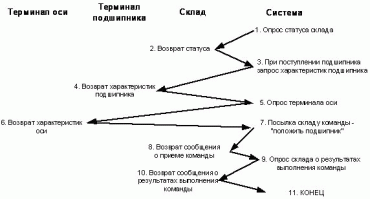 Терминал оси
Терминал
подшипника
Склад
Система
1. Опрос статуса склада
2. Возврат статуса
3. При поступлении подшипника
запрос характеристик подшипника
4. Возврат характеристик
подшипника
5. Опрос терминала оси
6. Возврат характеристик
оси
7. Посылка складу команды -
"положить подшипник"
8. Возврат сообщения
о приеме команды
9. Опрос склада о результатах
выполнения команды
10. Возврат сообщения о
результатах выполнения
команды
11. КОНЕЦ